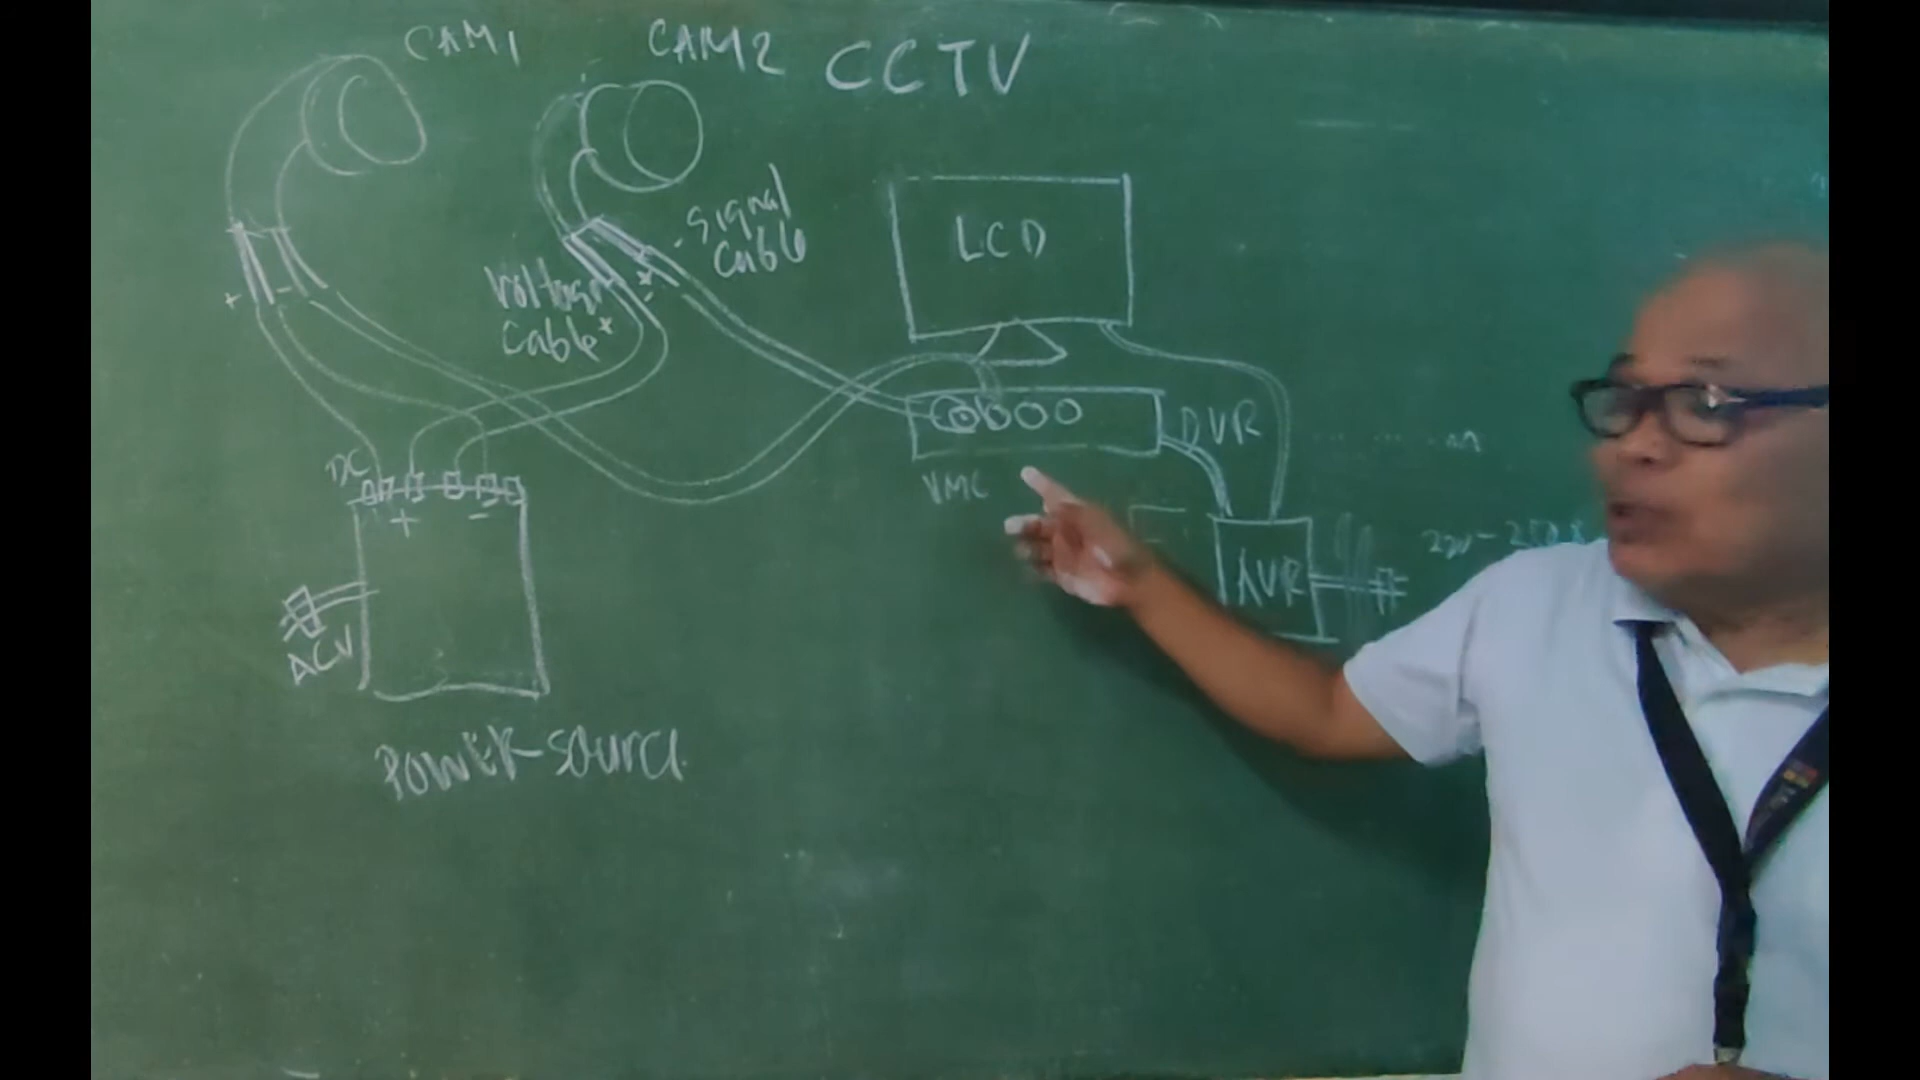 CAM1
CAM2
CCTV
Signal
Cable
Voltage
Cable +
-
+
-
LCD
DVR
VMC
DC
+
-
ACV
AVR
Power Source